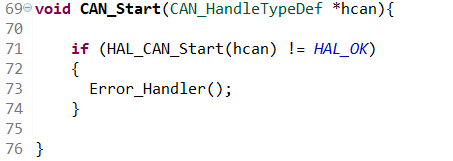 69 void CAN_Start(CAN_HandleTypeDef *hcan){
70
71     if (HAL_CAN_Start(hcan) != HAL_OK)
72     {
73       Error_Handler();
74     }
75
76 }